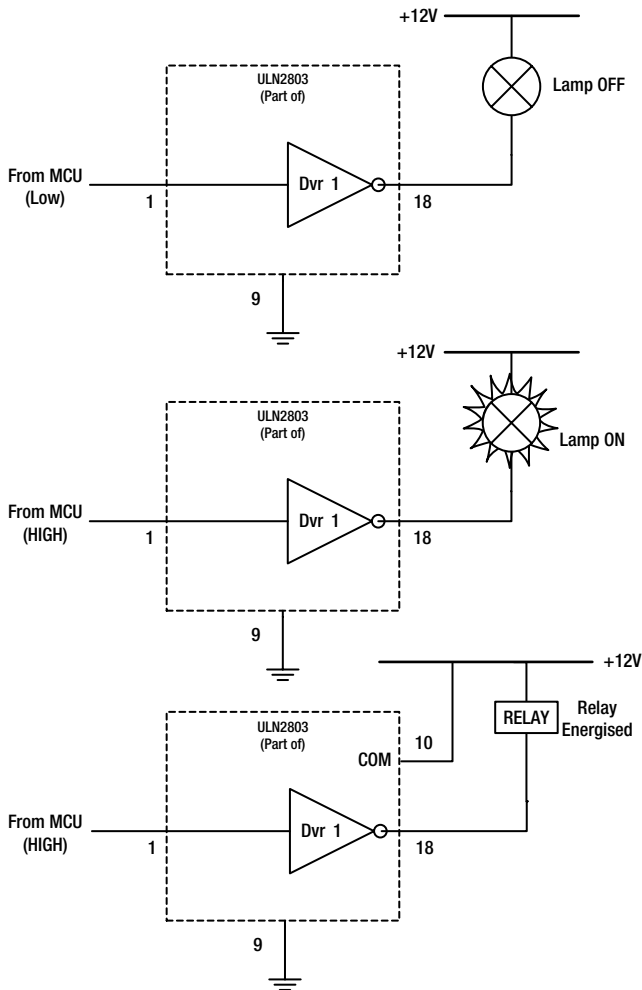 +12V
ULN2803
(Part of)
Lamp OFF
From MCU
(Low)
1
Dvr 1
18
9
+12V
ULN2803
(Part of)
Lamp ON
From MCU
(HIGH)
1
Dvr 1
18
9
+12V
ULN2803
(Part of)
RELAY
Relay
Energised
10
COM
From MCU
(HIGH)
1
Dvr 1
18
9